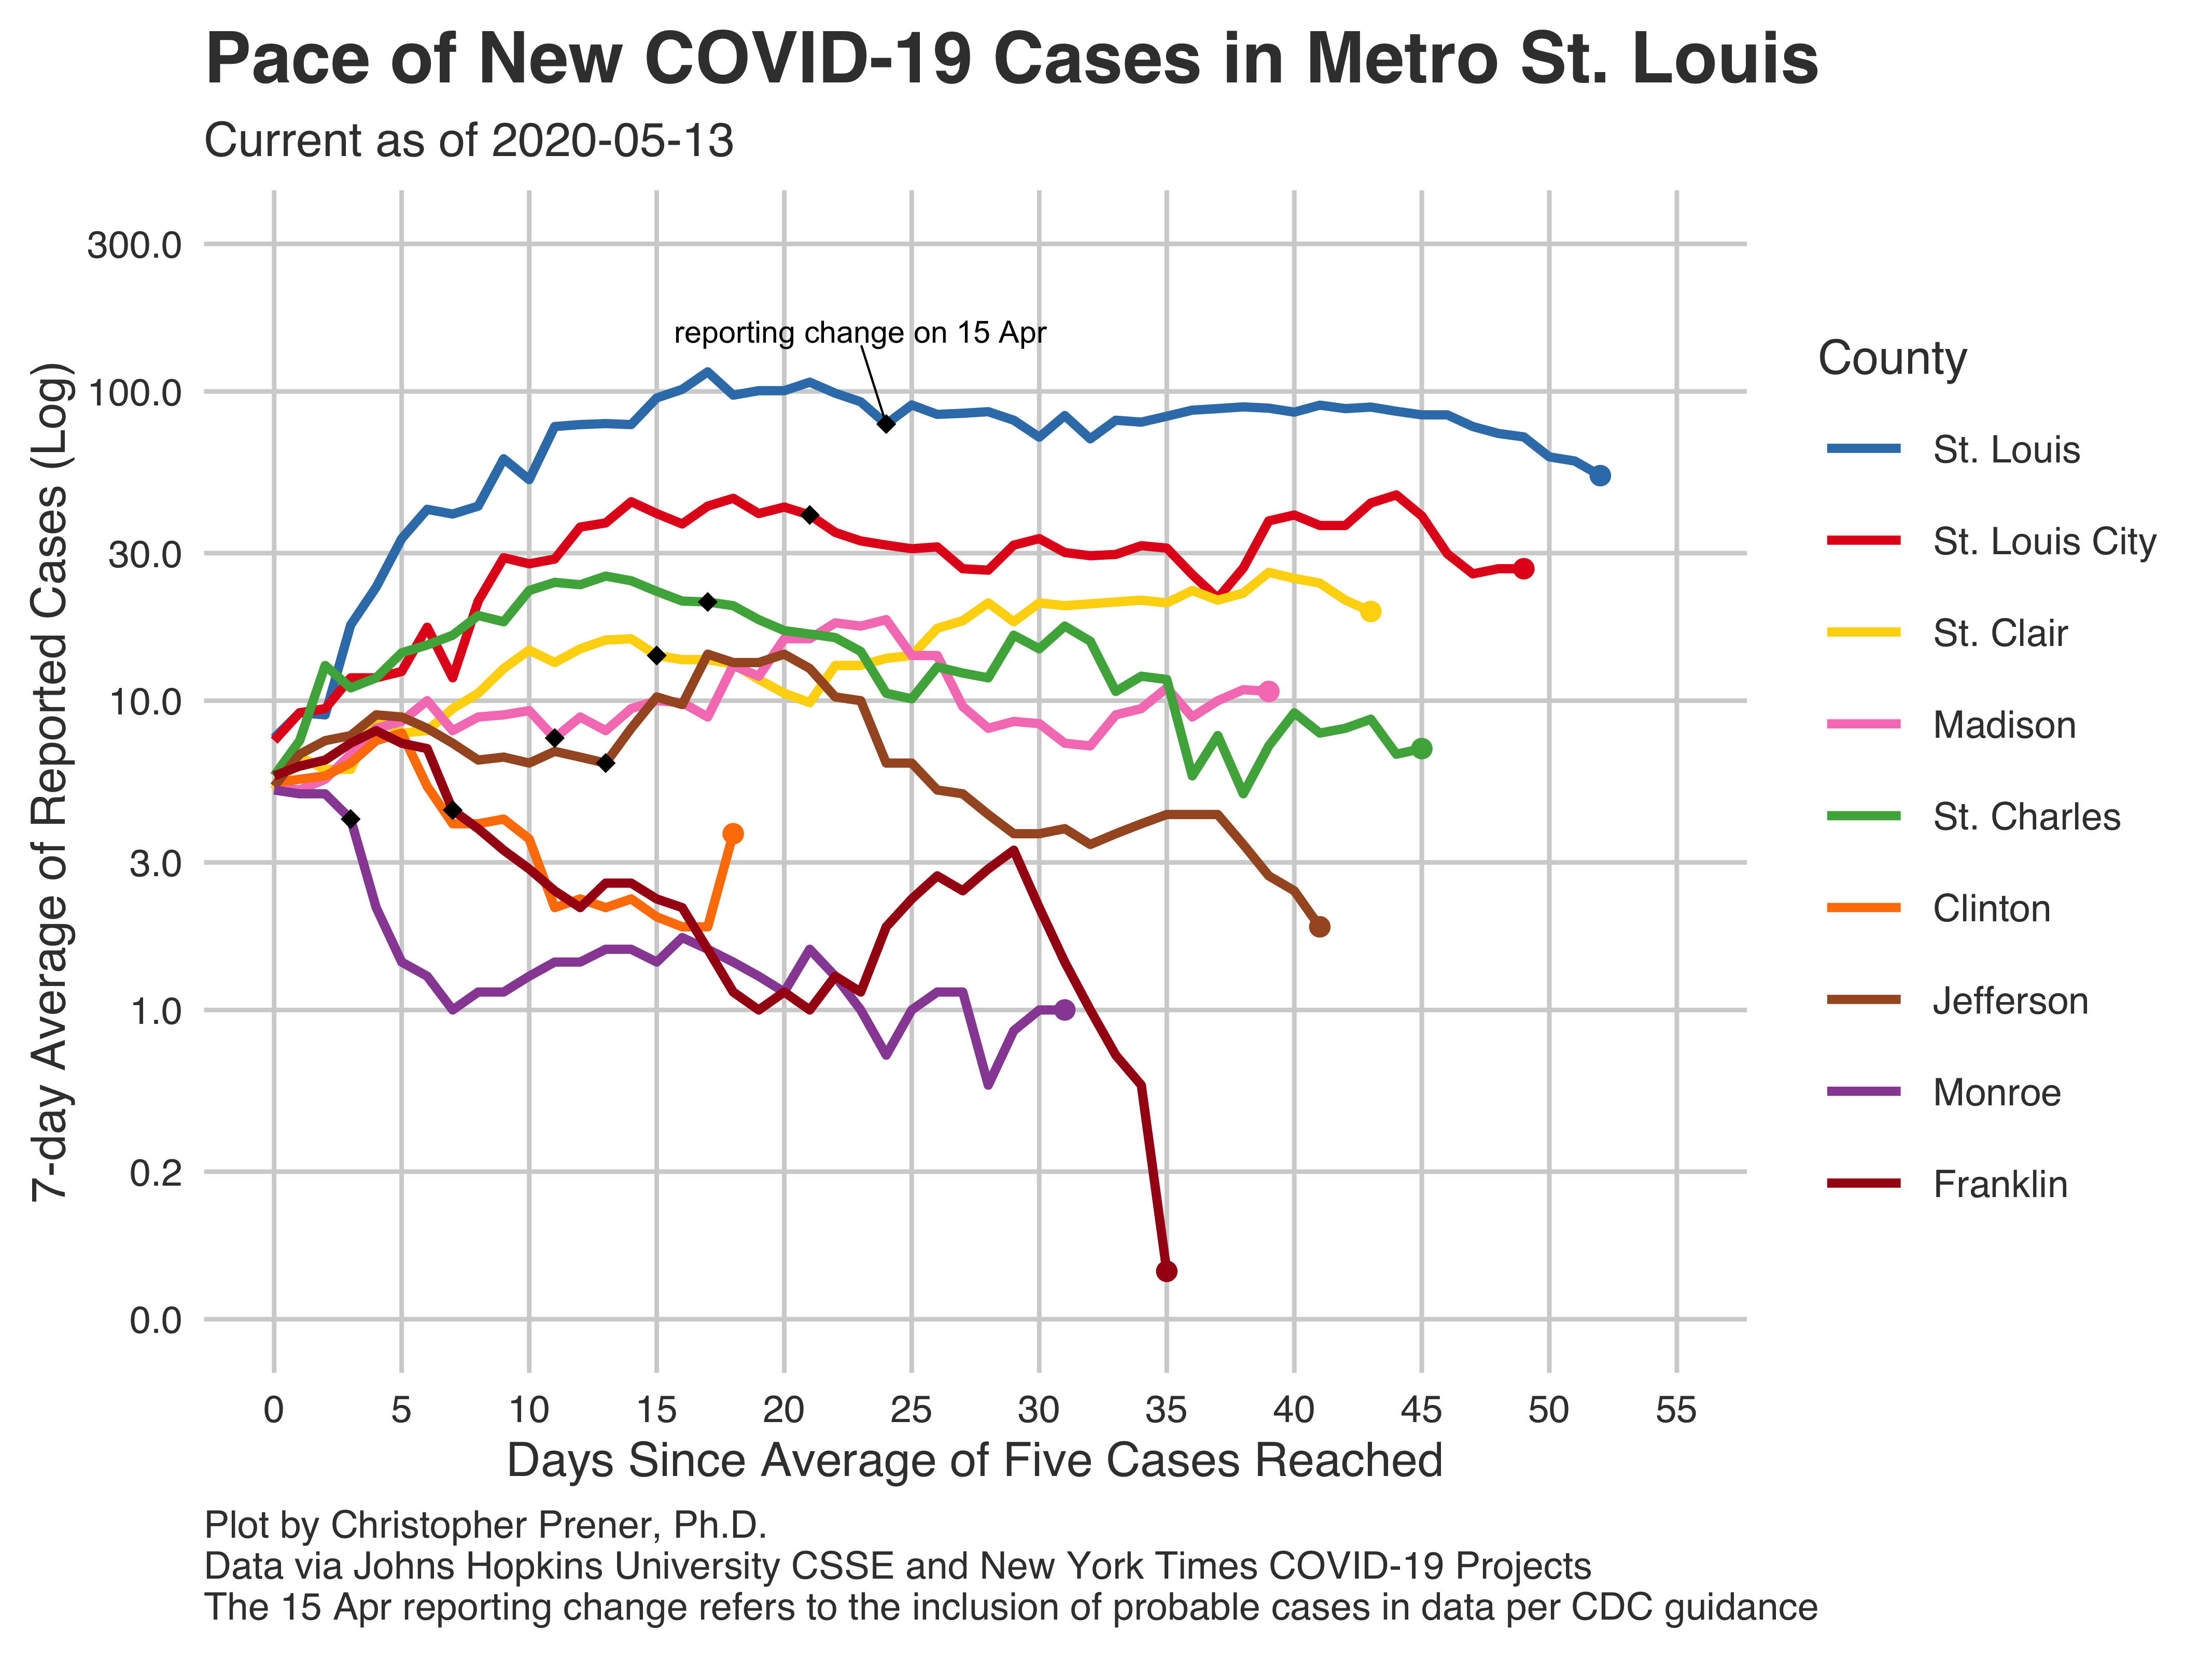 Pace of New COVID-19 Cases in Metro St. Louis
Current as of 2020-05-13
7-day Average of Reported Cases (Log)
300.0
100.0
30.0
10.0
3.0
1.0
0.2
0.0
reporting change on 15 Apr
County
St. Louis
St. Louis City
St. Clair
Madison
St. Charles
Clinton
Jefferson
Monroe
Franklin
0 5 10 15 20 25 30 35 40 45 50 55
Days Since Average of Five Cases Reached
Plot by Christopher Prener, Ph.D.
Data via Johns Hopkins University CSSE and New York Times COVID-19 Projects
The 15 Apr reporting change refers to the inclusion of probable cases in data per CDC guidance